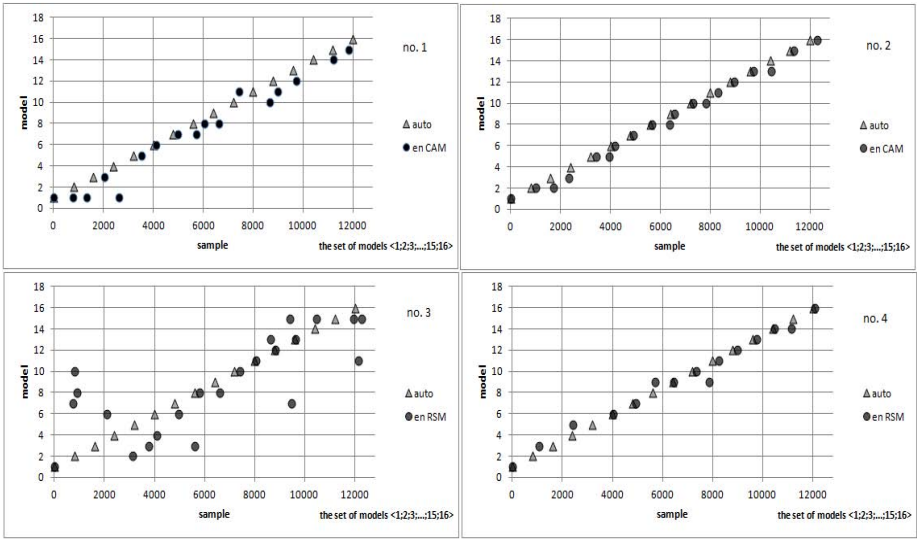 18
16
14
12
10
8
6
4
2
0
model
0 2000 4000 6000 8000 10000 12000
sample
the set of models <1;2;3;...;15;16>
no. 1
auto
en CAM
18
16
14
12
10
8
6
4
2
0
model
0 2000 4000 6000 8000 10000 12000
sample
the set of models <1;2;3;...;15;16>
no. 2
auto
en CAM
18
16
14
12
10
8
6
4
2
0
model
0 2000 4000 6000 8000 10000 12000
sample
the set of models <1;2;3;...;15;16>
no. 3
auto
en RSM
18
16
14
12
10
8
6
4
2
0
model
0 2000 4000 6000 8000 10000 12000
sample
the set of models <1;2;3;...;15;16>
no. 4
auto
en RSM